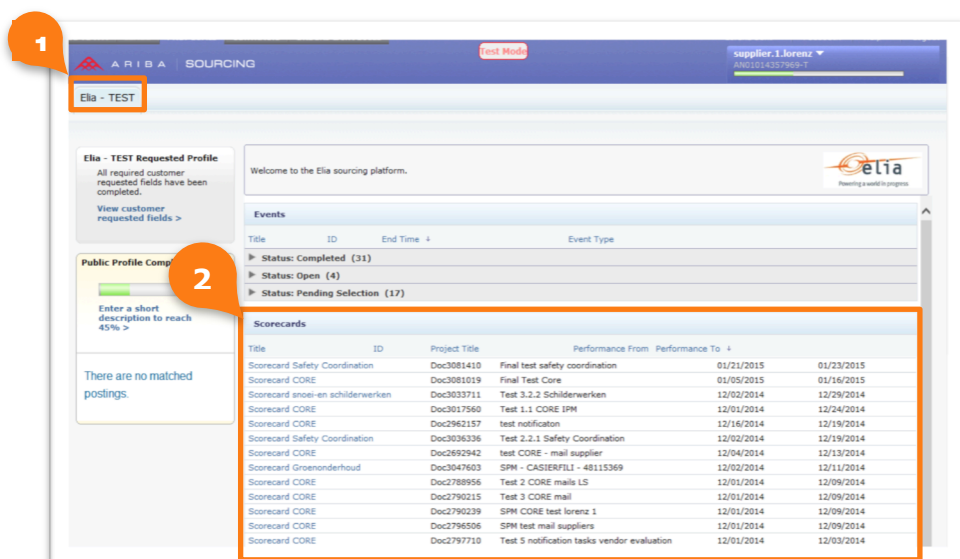 1
Test Mode
ARIBA SOURCING
supplier.1.lorenz ▼
AN01014357969-T
Elia - TEST
Elia - TEST Requested Profile
All required customer
requested fields have been
completed.
View customer
requested fields >
Welcome to the Elia sourcing platform.
elia
Powering a world in progress
Events
Title ID End Time ↓ Event Type
► Status: Completed (31)
► Status: Open (4)
► Status: Pending Selection (17)
Public Profile
2
Enter a short
description to reach
45% >
There are no matched
postings.
Scorecards
Title ID Project Title Performance From Performance To ↓
Scorecard Safety Coordination Doc3081410 Final test safety coordination 01/21/2015 01/23/2015
Scorecard CORE Doc3081019 Final Test Core 01/05/2015 01/16/2015
Scorecard snoei-en schilderwerken Doc3033711 Test 3.2.2 Schilderwerken 12/02/2014 12/29/2014
Scorecard CORE Doc3017560 Test 1.1 CORE IPM 12/01/2014 12/24/2014
Scorecard CORE Doc2962157 test notificaton 12/16/2014 12/19/2014
Scorecard Safety Coordination Doc3036336 Test 2.2.1 Safety Coordination 12/02/2014 12/19/2014
Scorecard CORE Doc2692942 test CORE - mail supplier 12/04/2014 12/13/2014
Scorecard Groenonderhoud Doc3047603 SPM - CASIERFILI - 48115369 12/02/2014 12/11/2014
Scorecard CORE Doc2788956 Test 2 CORE mails LS 12/01/2014 12/09/2014
Scorecard CORE Doc2790215 Test 3 CORE mail 12/01/2014 12/09/2014
Scorecard CORE Doc2790239 SPM CORE test lorenz 1 12/01/2014 12/09/2014
Scorecard CORE Doc2796506 SPM test mail suppliers 12/01/2014 12/09/2014
Scorecard CORE Doc2797710 Test 5 notification tasks vendor evaluation 12/01/2014 12/03/2014